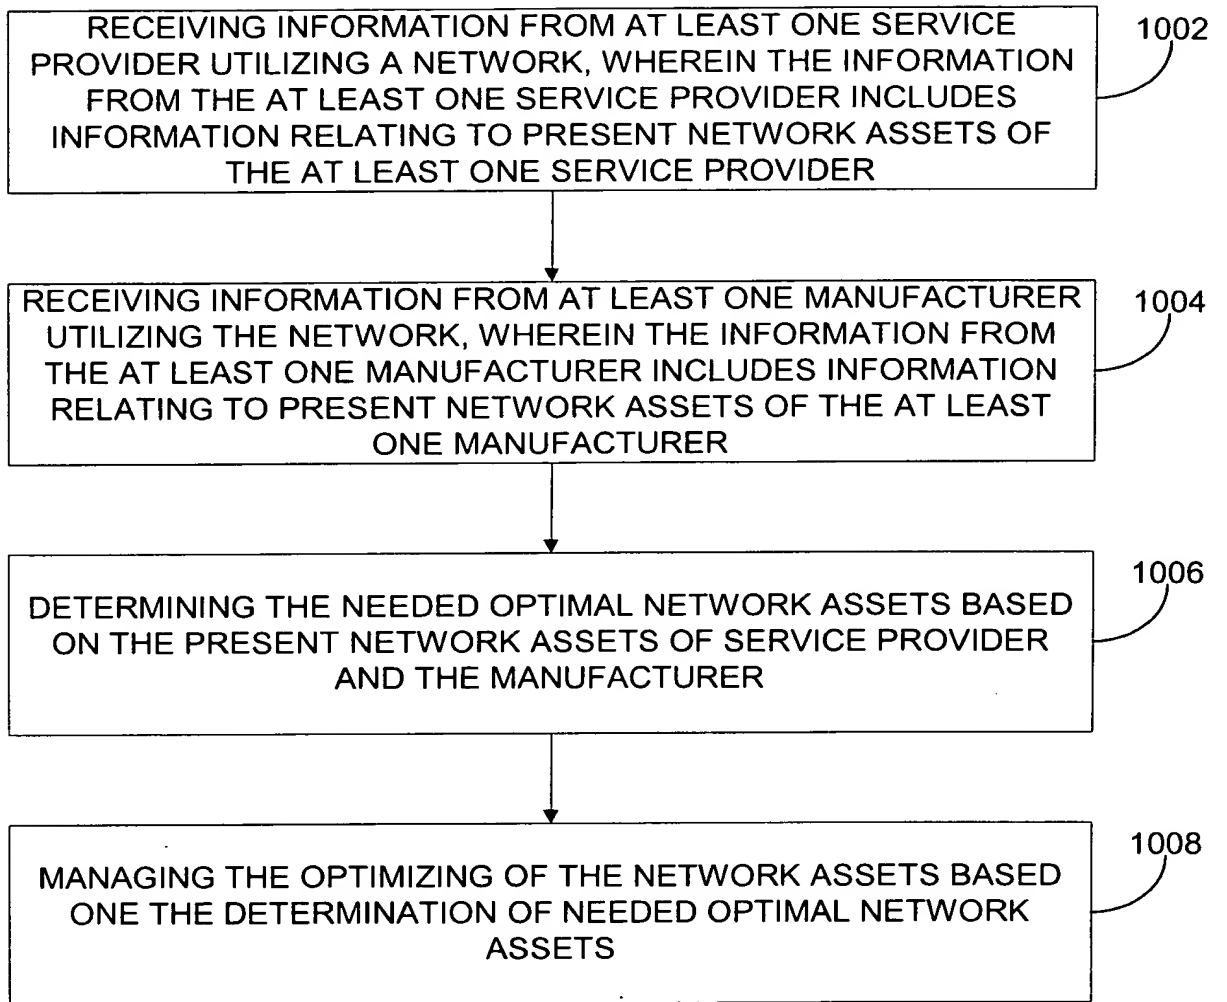 RECEIVING INFORMATION FROM AT LEAST ONE SERVICE
PROVIDER UTILIZING A NETWORK, WHEREIN THE INFORMATION
FROM THE AT LEAST ONE SERVICE PROVIDER INCLUDES
INFORMATION RELATING TO PRESENT NETWORK ASSETS OF
THE AT LEAST ONE SERVICE PROVIDER
1002
RECEIVING INFORMATION FROM AT LEAST ONE MANUFACTURER
UTILIZING THE NETWORK, WHEREIN THE INFORMATION FROM
THE AT LEAST ONE MANUFACTURER INCLUDES INFORMATION
RELATING TO PRESENT NETWORK ASSETS OF THE AT LEAST
ONE MANUFACTURER
1004
DETERMINING THE NEEDED OPTIMAL NETWORK ASSETS BASED
ON THE PRESENT NETWORK ASSETS OF SERVICE PROVIDER
AND THE MANUFACTURER
1006
MANAGING THE OPTIMIZING OF THE NETWORK ASSETS BASED
ONE THE DETERMINATION OF NEEDED OPTIMAL NETWORK
ASSETS
1008